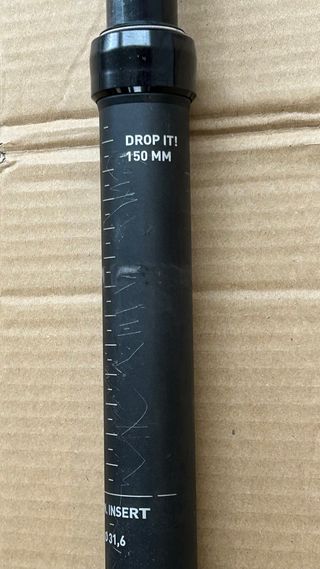 DROP IT!
150 MM
INSERT
31,6